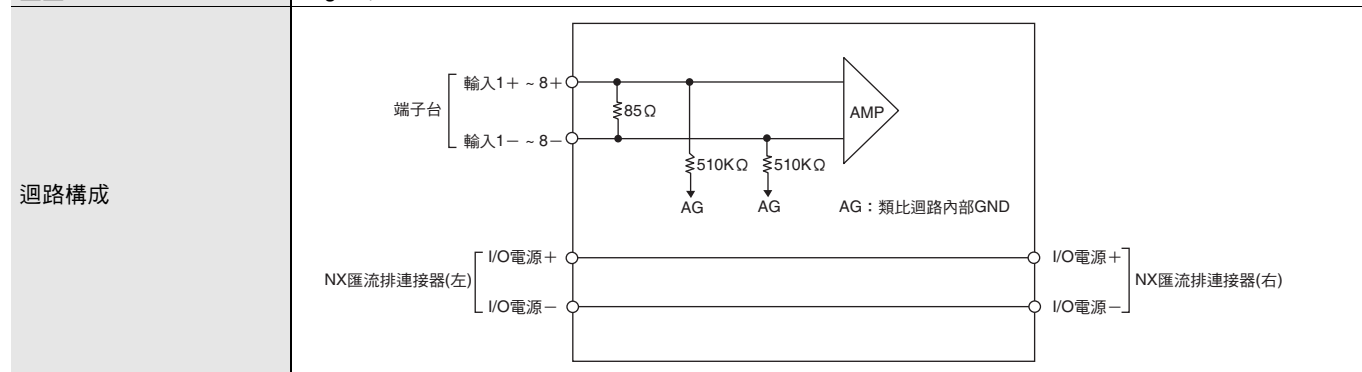 迴路構成
端子台
輸入1＋ ~ 8＋
輸入1－ ~ 8－
85Ω
510KΩ
510KΩ
AMP
AG
AG
AG：類比迴路內部GND
NX匯流排連接器(左)
I/O電源＋
I/O電源－
I/O電源＋
I/O電源－
NX匯流排連接器(右)